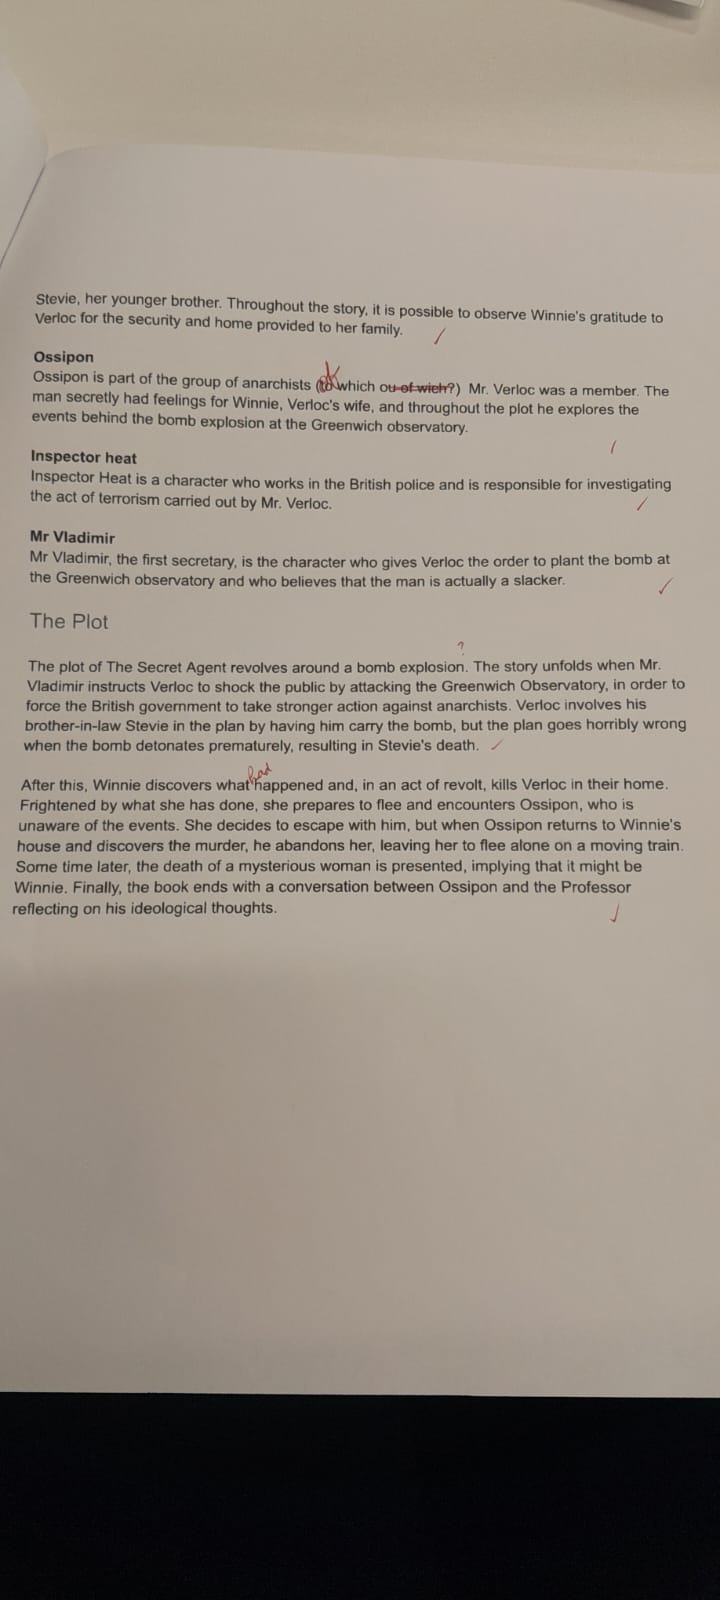 Stevie, her younger brother. Throughout the story, it is possible to observe Winnie's gratitude to
Verloc for the security and home provided to her family.
Ossipon
Ossipon is part of the group of anarchists (to which ou of wich?) Mr. Verloc was a member. The
man secretly had feelings for Winnie, Verloc's wife, and throughout the plot he explores the
events behind the bomb explosion at the Greenwich observatory.
Inspector heat
Inspector Heat is a character who works in the British police and is responsible for investigating
the act of terrorism carried out by Mr. Verloc.
Mr Vladimir
Mr Vladimir, the first secretary, is the character who gives Verloc the order to plant the bomb at
the Greenwich observatory and who believes that the man is actually a slacker.
The Plot
?
The plot of The Secret Agent revolves around a bomb explosion. The story unfolds when Mr.
Vladimir instructs Verloc to shock the public by attacking the Greenwich Observatory, in order to
force the British government to take stronger action against anarchists. Verloc involves his
brother-in-law Stevie in the plan by having him carry the bomb, but the plan goes horribly wrong
when the bomb detonates prematurely, resulting in Stevie's death.
had
After this, Winnie discovers what happened and, in an act of revolt, kills Verloc in their home.
Frightened by what she has done, she prepares to flee and encounters Ossipon, who is
unaware of the events. She decides to escape with him, but when Ossipon returns to Winnie's
house and discovers the murder, he abandons her, leaving her to flee alone on a moving train.
Some time later, the death of a mysterious woman is presented, implying that it might be
Winnie. Finally, the book ends with a conversation between Ossipon and the Professor
reflecting on his ideological thoughts.